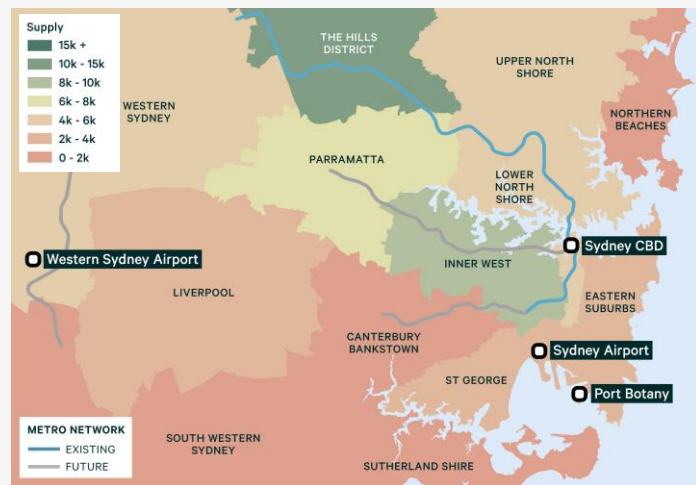 Supply
15k +
10k - 15k
8k - 10k
6k - 8k
4k - 6k
2k - 4k
0 - 2k
THE HILLS
DISTRICT
UPPER NORTH
SHORE
WESTERN
SYDNEY
NORTHERN
BEACHES
PARRAMATTA
LOWER
NORTH
SHORE
Sydney CBD
Western Sydney Airport
INNER WEST
LIVERPOOL
EASTERN
SUBURBS
CANTERBURY
BANKSTOWN
Sydney Airport
ST GEORGE
Port Botany
METRO NETWORK
EXISTING
FUTURE
SOUTH WESTERN
SYDNEY
SUTHERLAND SHIRE